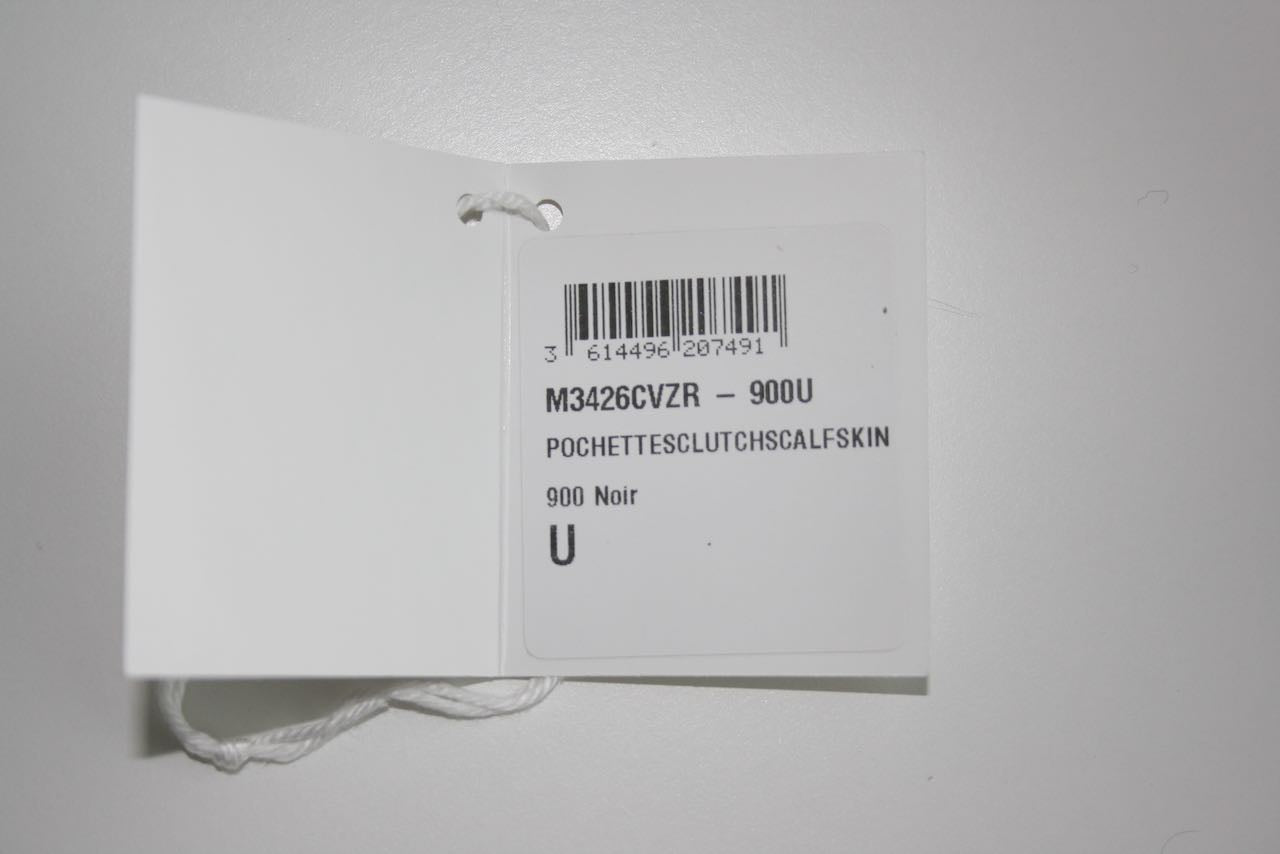 3 614496 207491
M3426CVZR – 900U
POCHETTESCLUTCHSCALFSKIN
900 Noir
U